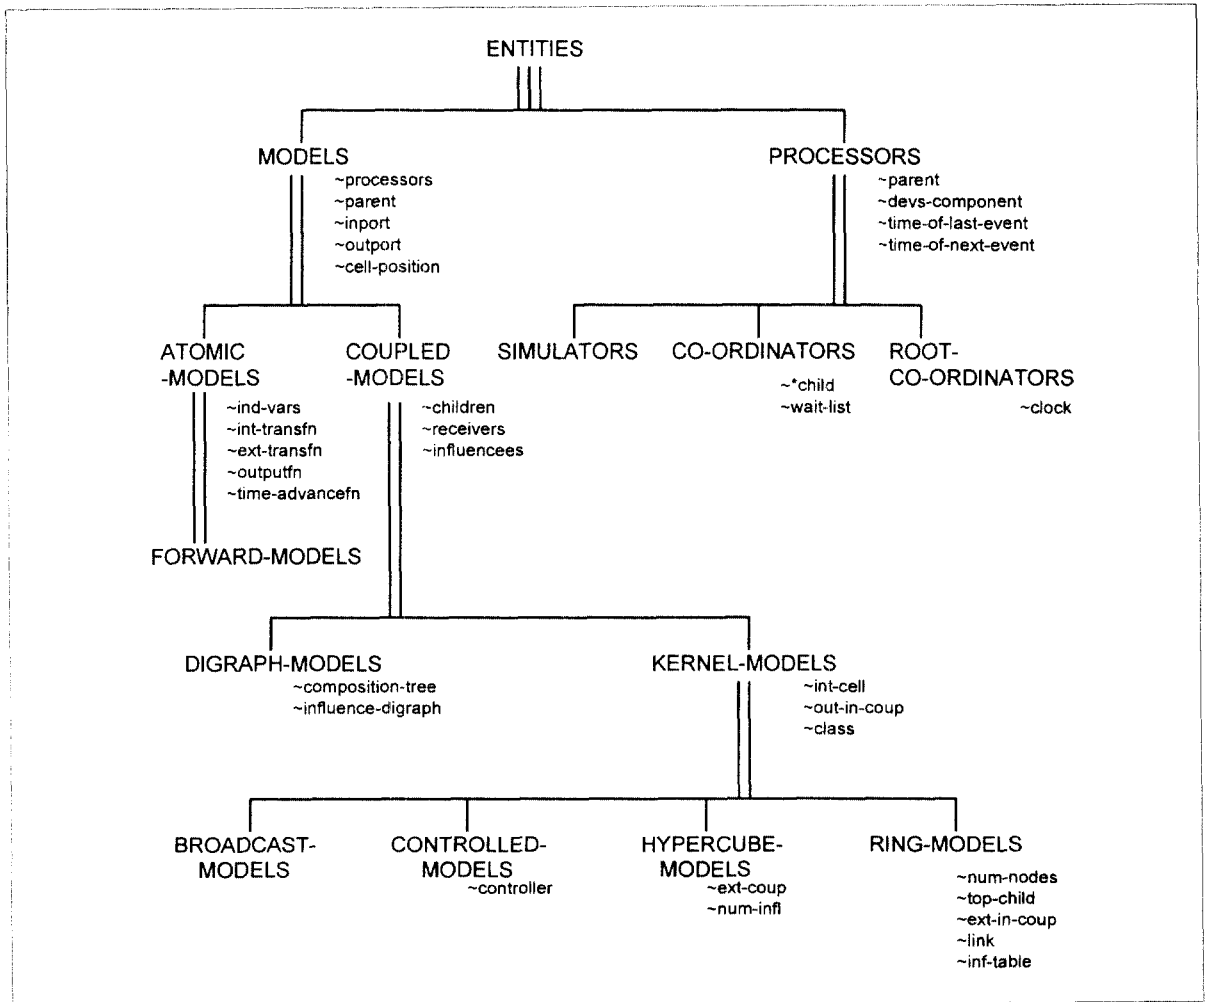 ENTITIES
MODELS
~processors
~parent
~inport
~outport
~cell-position
PROCESSORS
~parent
~devs-component
~time-of-last-event
~time-of-next-event
ATOMIC
-MODELS
~ind-vars
~int-transfn
~ext-transfn
~outputfn
~time-advancefn
COUPLED
-MODELS
~children
~receivers
~influencees
SIMULATORS
CO-ORDINATORS
~*child
~wait-list
ROOT-
CO-ORDINATORS
~clock
FORWARD-MODELS
DIGRAPH-MODELS
~composition-tree
~influence-digraph
KERNEL-MODELS
~int-cell
~out-in-coup
~class
BROADCAST-
MODELS
CONTROLLED-
MODELS
~controller
HYPERCUBE-
MODELS
~ext-coup
~num-infl
RING-MODELS
~num-nodes
~top-child
~ext-in-coup
~link
~inf-table